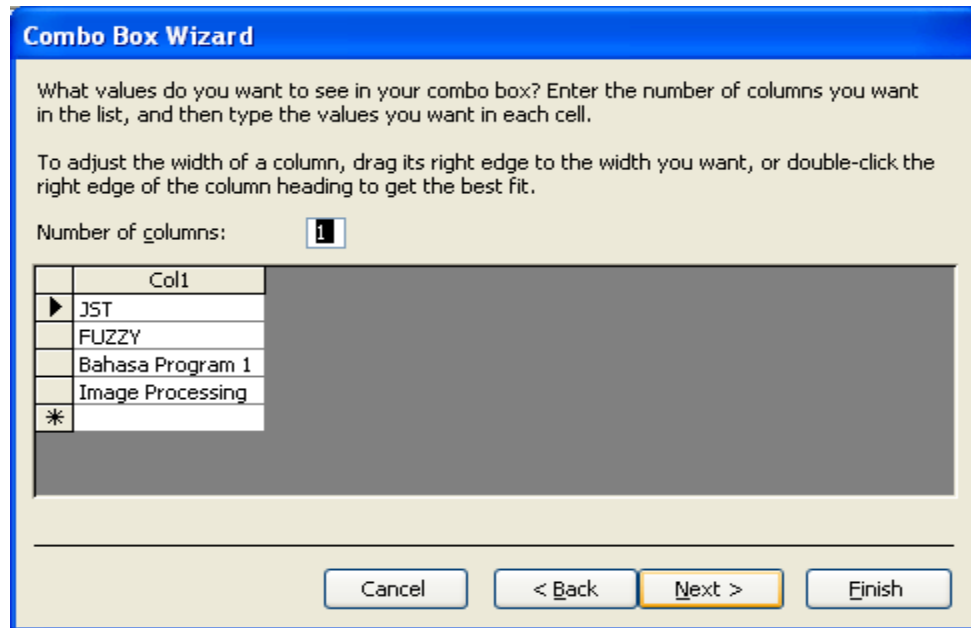 Combo Box Wizard
What values do you want to see in your combo box? Enter the number of columns you want
in the list, and then type the values you want in each cell.
To adjust the width of a column, drag its right edge to the width you want, or double-click the
right edge of the column heading to get the best fit.
Number of columns: 1
Col1
JST
FUZZY
Bahasa Program 1
Image Processing
Cancel < Back Next > Finish